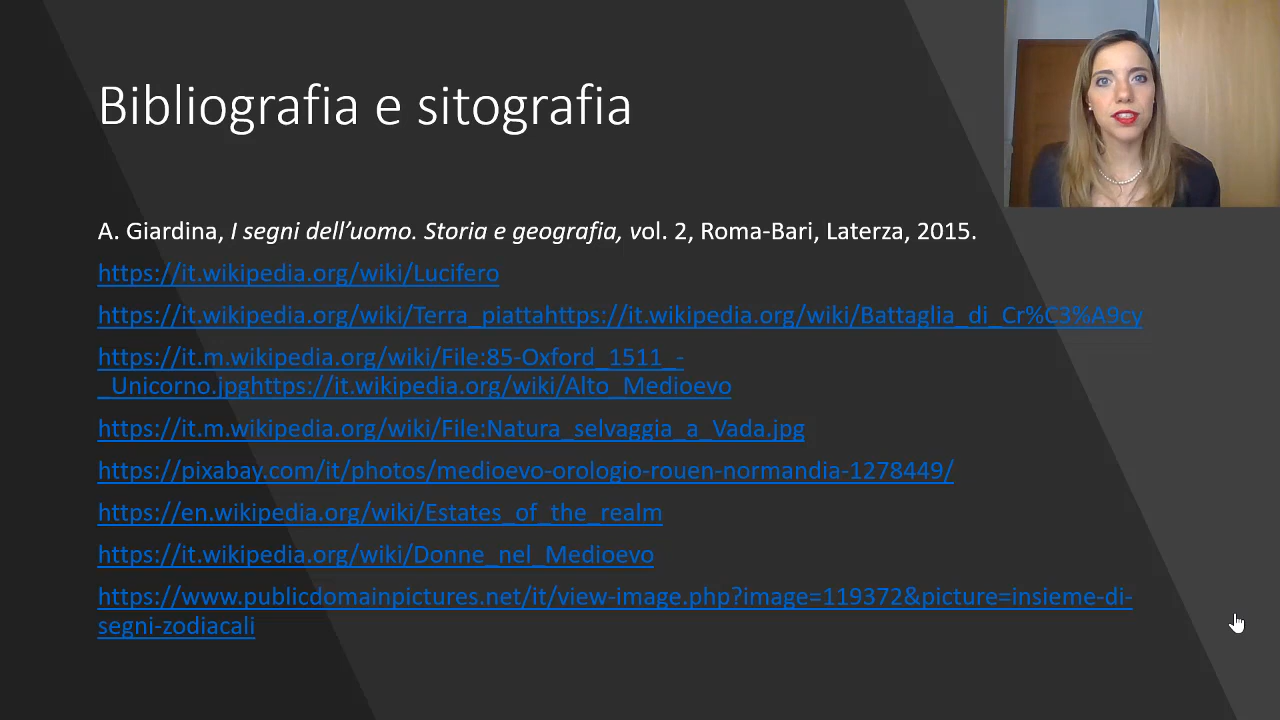 Bibliografia e sitografia
A. Giardina, I segni dell’uomo. Storia e geografia, vol. 2, Roma-Bari, Laterza, 2015.
https://it.wikipedia.org/wiki/Lucifero
https://it.wikipedia.org/wiki/Terra_piattahttps://it.wikipedia.org/wiki/Battaglia_di_Cr%C3%A9cy
https://it.m.wikipedia.org/wiki/File:85-Oxford_1511_-
_Unicorno.jpghttps://it.wikipedia.org/wiki/Alto_Medioevo
https://it.m.wikipedia.org/wiki/File:Natura_selvaggia_a_Vada.jpg
https://pixabay.com/it/photos/medioevo-orologio-rouen-normandia-1278449/
https://en.wikipedia.org/wiki/Estates_of_the_realm
https://it.wikipedia.org/wiki/Donne_nel_Medioevo
https://www.publicdomainpictures.net/it/view-image.php?image=119372&picture=insieme-di-
segni-zodiacali